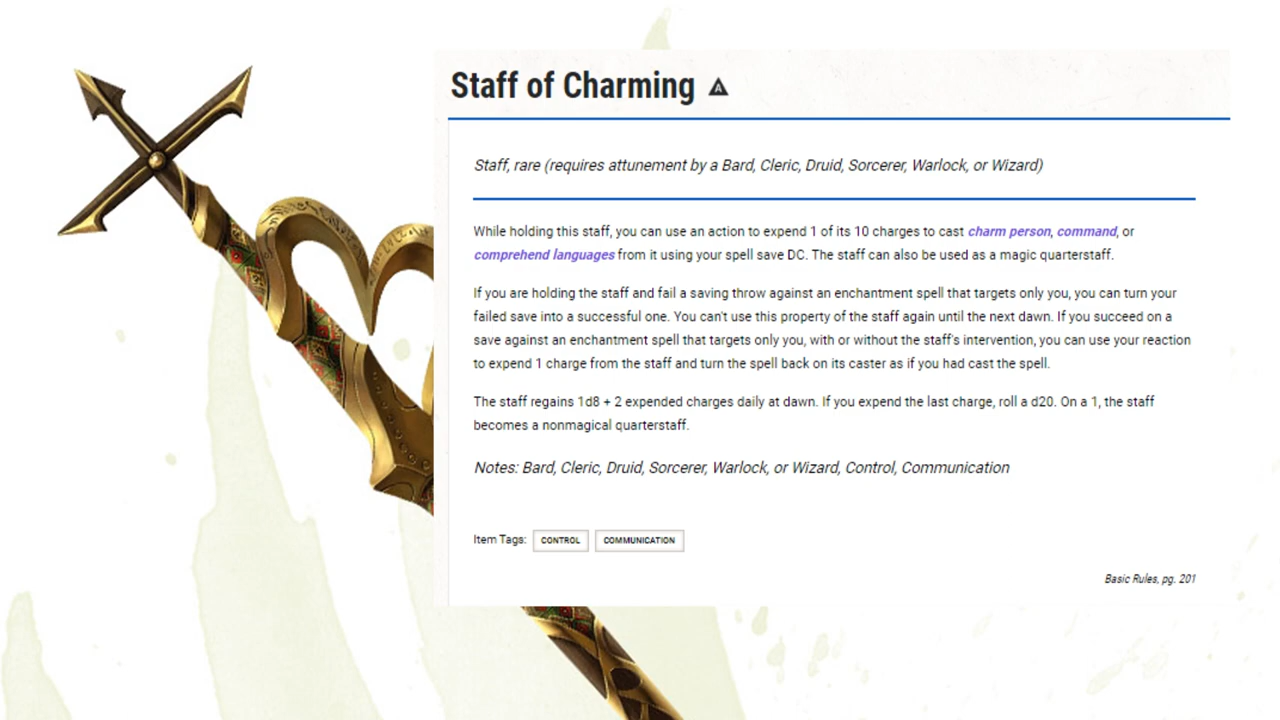 Staff of Charming A
Staff, rare (requires attunement by a Bard, Cleric, Druid, Sorcerer, Warlock, or Wizard)
While holding this staff, you can use an action to expend 1 of its 10 charges to cast charm person, command, or
comprehend languages from it using your spell save DC. The staff can also be used as a magic quarterstaff.
If you are holding the staff and fail a saving throw against an enchantment spell that targets only you, you can turn your
failed save into a successful one. You can't use this property of the staff again until the next dawn. If you succeed on a
save against an enchantment spell that targets only you, with or without the staff's intervention, you can use your reaction
to expend 1 charge from the staff and turn the spell back on its caster as if you had cast the spell.
The staff regains 1d8 + 2 expended charges daily at dawn. If you expend the last charge, roll a d20. On a 1, the staff
becomes a nonmagical quarterstaff.
Notes: Bard, Cleric, Druid, Sorcerer, Warlock, or Wizard, Control, Communication
Item Tags: CONTROL COMMUNICATION
Basic Rules, pg. 201